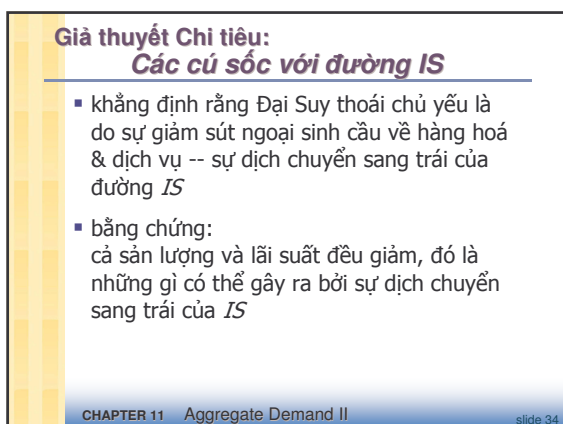 Giả thuyết Chi tiêu:
Các cú sốc với đường IS
▪ khẳng định rằng Đại Suy thoái chủ yếu là
do sự giảm sút ngoại sinh cầu về hàng hoá
& dịch vụ -- sự dịch chuyển sang trái của
đường IS
▪ bằng chứng:
cả sản lượng và lãi suất đều giảm, đó là
những gì có thể gây ra bởi sự dịch chuyển
sang trái của IS
CHAPTER 11 Aggregate Demand II
slide 34